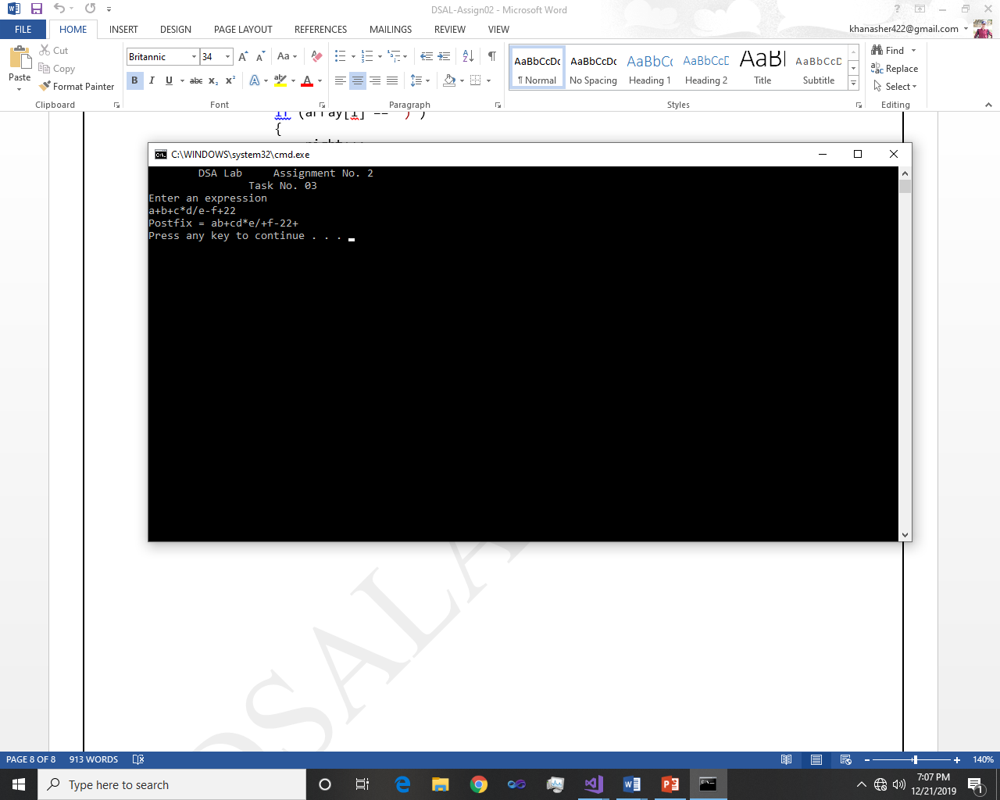 DSAL-Assign02 - Microsoft Word
FILE HOME INSERT DESIGN PAGE LAYOUT REFERENCES MAILINGS REVIEW VIEW khanasher422@gmail.com
Paste
Cut
Copy
Format Painter
Clipboard
Britannic 34
Font
Paragraph
AaBbCcDc AaBbCcDc AaBbCc AaBbCcD AaBl AaBbCcD
¶ Normal No Spacing Heading 1 Heading 2 Title Subtitle
Styles
Find
Replace
Select
Editing
if (array[i] == ')')
{
C:\WINDOWS\system32\cmd.exe
DSA Lab Assignment No. 2
Task No. 03
Enter an expression
a+b+c*d/e-f+22
Postfix = ab+cd*e/+f-22+
Press any key to continue . . .
DSALA
PAGE 8 OF 8 913 WORDS 140%
Type here to search
7:07 PM
12/21/2019
1